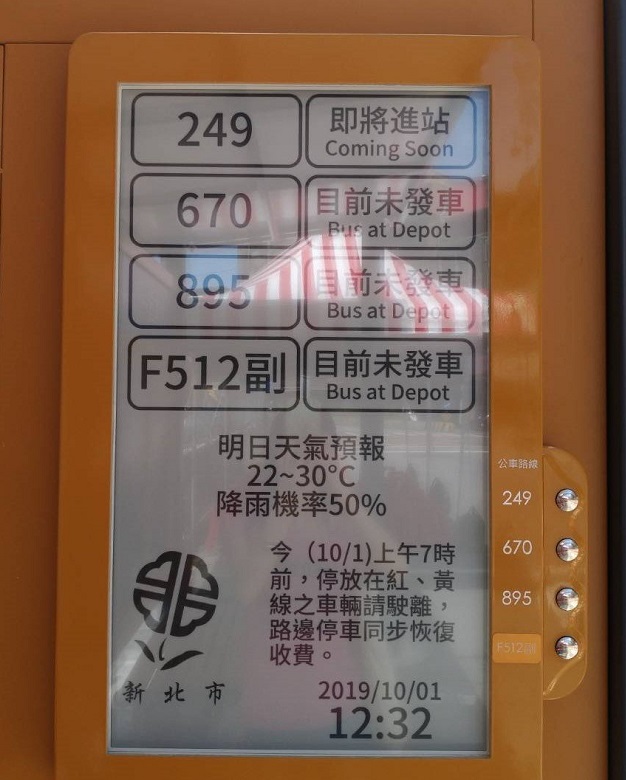 249
即將進站
Coming Soon
670
目前未發車
Bus at Depot
895
目前未發車
Bus at Depot
F512副
目前未發車
Bus at Depot
明日天氣預報
22~30°C
降雨機率50%
今（10/1)上午7時
前，停放在紅、黃
線之車輛請駛離，
路邊停車同步恢復
收費。
新北市
2019/10/01
12:32
公車路線
249
670
895
F512副